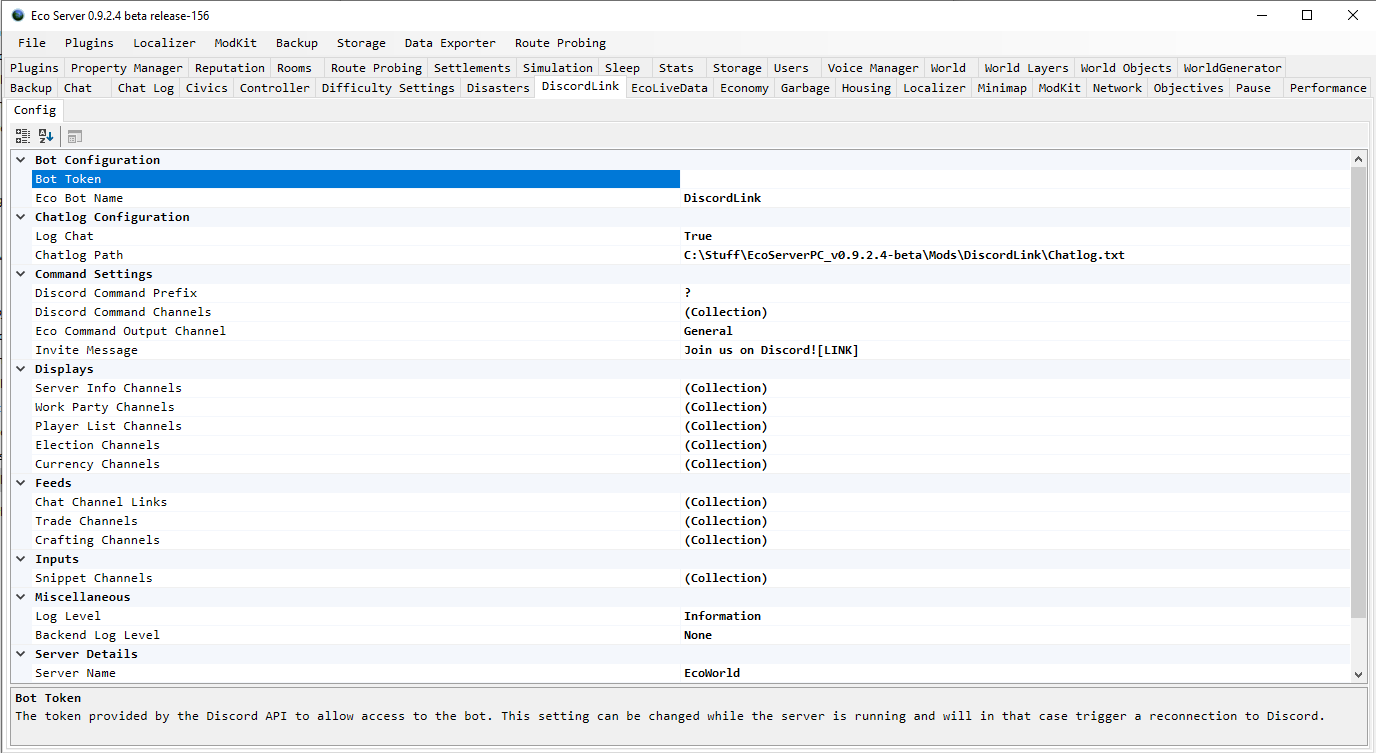 Eco Server 0.9.2.4 beta release-156
File Plugins Localizer ModKit Backup Storage Data Exporter Route Probing
Plugins Property Manager Reputation Rooms Route Probing Settlements Simulation Sleep Stats Storage Users Voice Manager World World Layers World Objects WorldGenerator
Backup Chat Chat Log Civics Controller Difficulty Settings Disasters DiscordLink EcoLiveData Economy Garbage Housing Localizer Minimap ModKit Network Objectives Pause Performance
Config
Bot Configuration
Bot Token
Eco Bot Name DiscordLink
Chatlog Configuration
Log Chat True
Chatlog Path C:\Stuff\EcoServerPC_v0.9.2.4-beta\Mods\DiscordLink\Chatlog.txt
Command Settings
Discord Command Prefix ?
Discord Command Channels (Collection)
Eco Command Output Channel General
Invite Message Join us on Discord![LINK]
Displays
Server Info Channels (Collection)
Work Party Channels (Collection)
Player List Channels (Collection)
Election Channels (Collection)
Currency Channels (Collection)
Feeds
Chat Channel Links (Collection)
Trade Channels (Collection)
Crafting Channels (Collection)
Inputs
Snippet Channels (Collection)
Miscellaneous
Log Level Information
Backend Log Level None
Server Details
Server Name EcoWorld
Bot Token
The token provided by the Discord API to allow access to the bot. This setting can be changed while the server is running and will in that case trigger a reconnection to Discord.